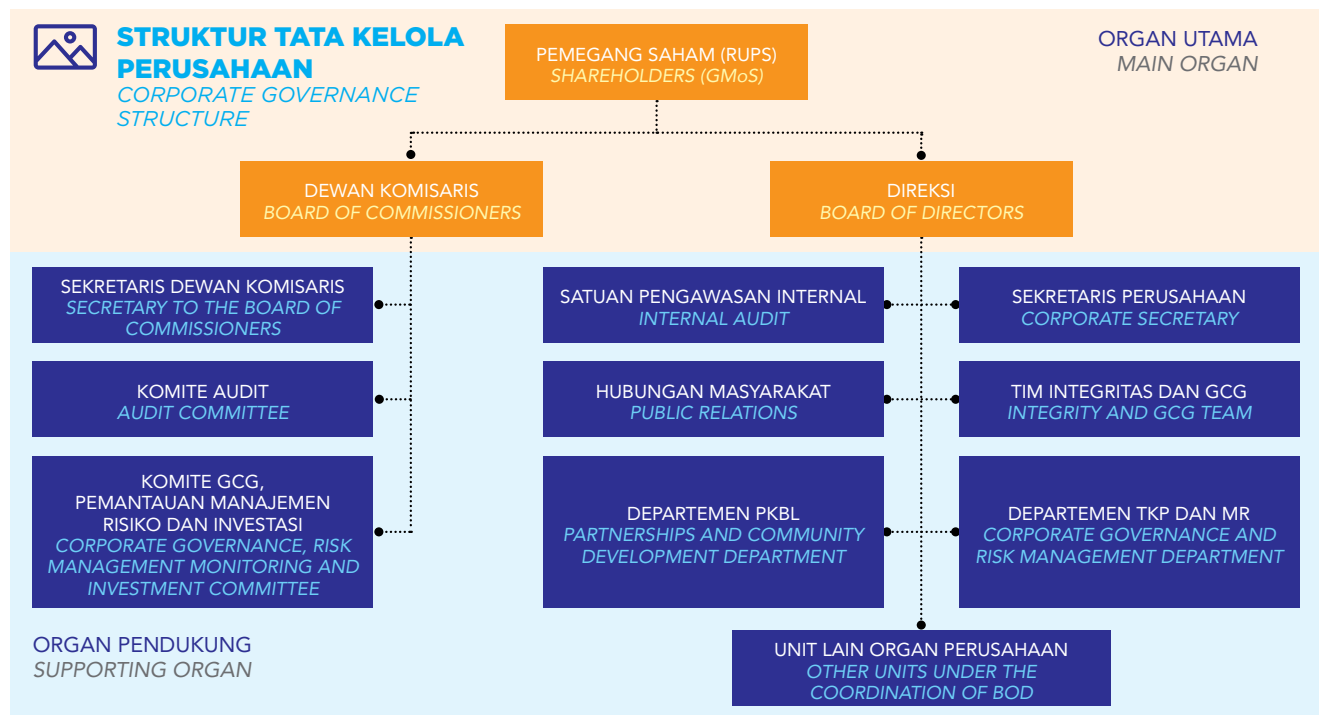 STRUKTUR TATA KELOLA
PERUSAHAAN
CORPORATE GOVERNANCE
STRUCTURE
PEMEGANG SAHAM (RUPS)
SHAREHOLDERS (GMoS)
ORGAN UTAMA
MAIN ORGAN
DEWAN KOMISARIS
BOARD OF COMMISSIONERS
DIREKSI
BOARD OF DIRECTORS
SEKRETARIS DEWAN KOMISARIS
SECRETARY TO THE BOARD OF
COMMISSIONERS
SATUAN PENGAWASAN INTERNAL
INTERNAL AUDIT
SEKRETARIS PERUSAHAAN
CORPORATE SECRETARY
KOMITE AUDIT
AUDIT COMMITTEE
HUBUNGAN MASYARAKAT
PUBLIC RELATIONS
TIM INTEGRITAS DAN GCG
INTEGRITY AND GCG TEAM
KOMITE GCG,
PEMANTAUAN MANAJEMEN
RISIKO DAN INVESTASI
CORPORATE GOVERNANCE, RISK
MANAGEMENT MONITORING AND
INVESTMENT COMMITTEE
DEPARTEMEN PKBL
PARTNERSHIPS AND COMMUNITY
DEVELOPMENT DEPARTMENT
DEPARTEMEN TKP DAN MR
CORPORATE GOVERNANCE AND
RISK MANAGEMENT DEPARTMENT
ORGAN PENDUKUNG
SUPPORTING ORGAN
UNIT LAIN ORGAN PERUSAHAAN
OTHER UNITS UNDER THE
COORDINATION OF BOD